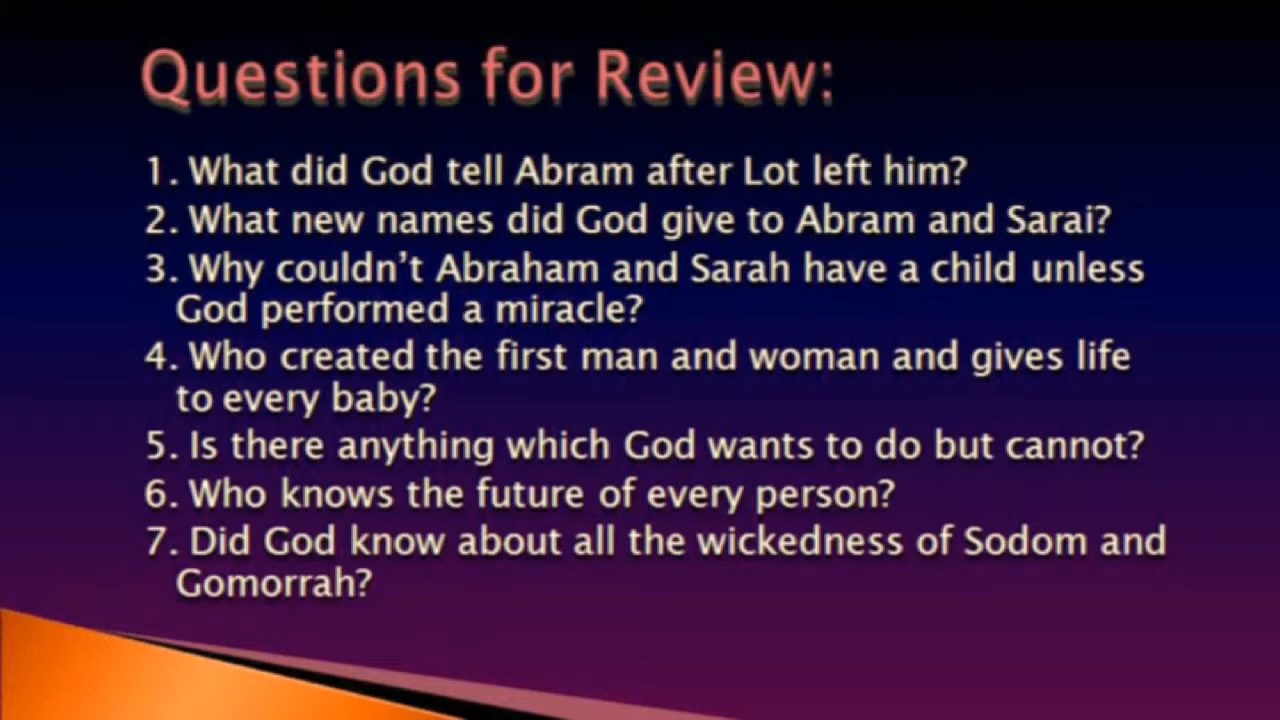 Questions for Review:
1. What did God tell Abram after Lot left him?
2. What new names did God give to Abram and Sarai?
3. Why couldn’t Abraham and Sarah have a child unless
God performed a miracle?
4. Who created the first man and woman and gives life
to every baby?
5. Is there anything which God wants to do but cannot?
6. Who knows the future of every person?
7. Did God know about all the wickedness of Sodom and
Gomorrah?